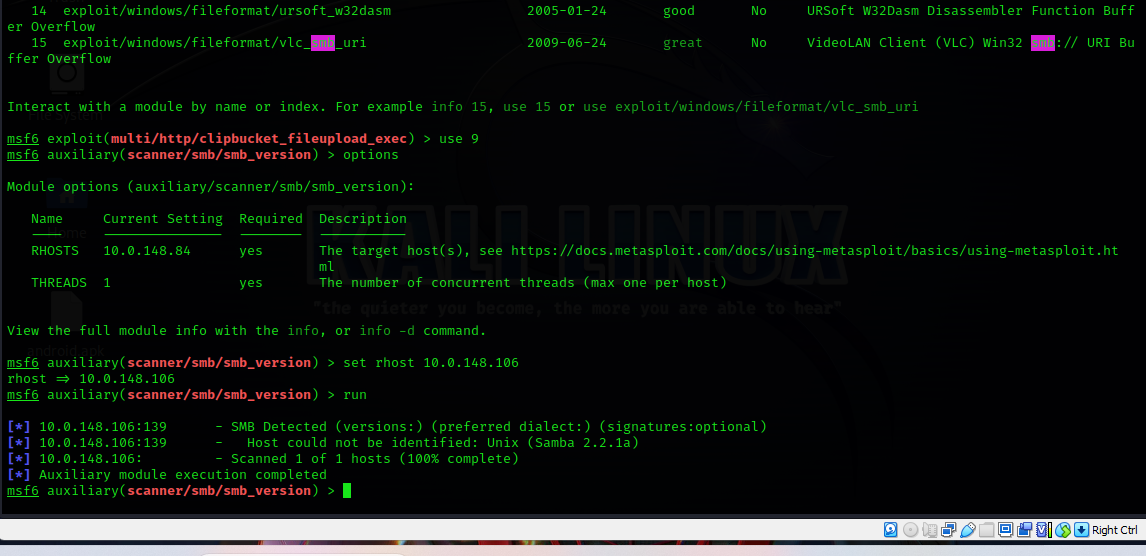 14 exploit/windows/fileformat/ursoft_w32dasm 2005-01-24 good No URSoft W32Dasm Disassembler Function Buff
er Overflow
15 exploit/windows/fileformat/vlc_smb_uri 2009-06-24 great No VideoLAN Client (VLC) Win32 smb:// URI Bu
ffer Overflow
File System
Interact with a module by name or index. For example info 15, use 15 or use exploit/windows/fileformat/vlc_smb_uri
msf6 exploit(multi/http/clipbucket_fileupload_exec) > use 9
msf6 auxiliary(scanner/smb/smb_version) > options
Module options (auxiliary/scanner/smb/smb_version):
Name Current Setting Required Description
Home
RHOSTS 10.0.148.84 yes The target host(s), see https://docs.metasploit.com/docs/using-metasploit/basics/using-metasploit.ht
ml
KALI LINUX
THREADS 1 yes The number of concurrent threads (max one per host)
"the quieter you become, the more you are able to hear"
View the full module info with the info, or info -d command.
android.apk
msf6 auxiliary(scanner/smb/smb_version) > set rhost 10.0.148.106
rhost => 10.0.148.106
msf6 auxiliary(scanner/smb/smb_version) > run
[*] 10.0.148.106:139 - SMB Detected (versions:) (preferred dialect:) (signatures:optional)
[*] 10.0.148.106:139 - Host could not be identified: Unix (Samba 2.2.1a)
[*] 10.0.148.106: - Scanned 1 of 1 hosts (100% complete)
[*] Auxiliary module execution completed
msf6 auxiliary(scanner/smb/smb_version) >
Right Ctrl